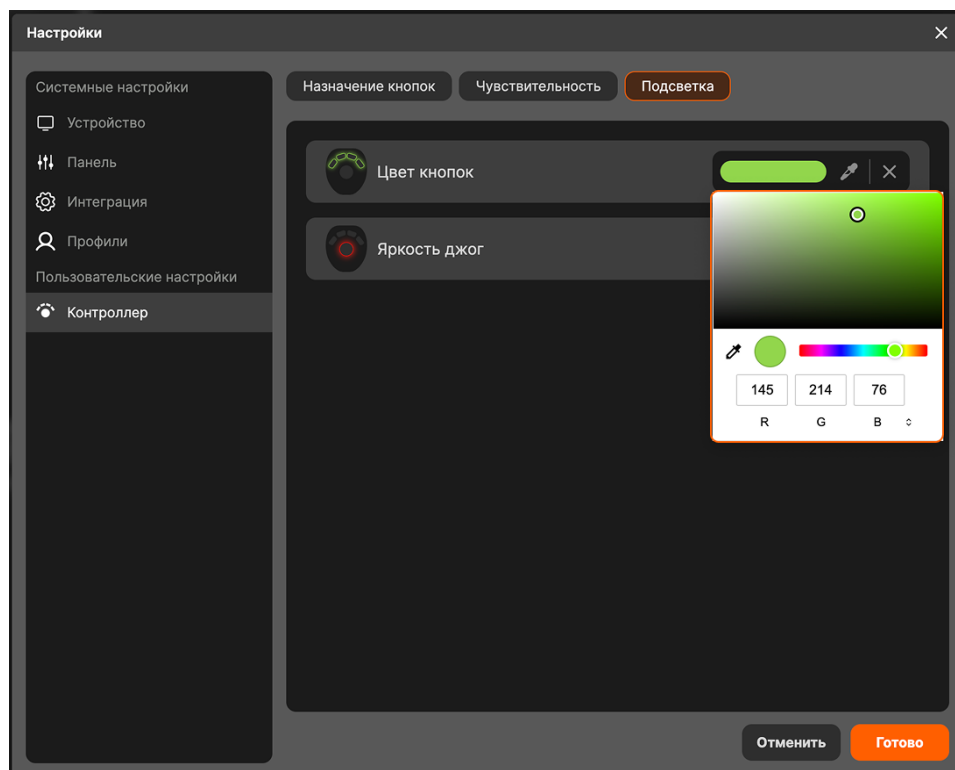 Настройки
Системные настройки
Устройство
Панель
Интеграция
Профили
Пользовательские настройки
Контроллер
Назначение кнопок Чувствительность Подсветка
Цвет кнопок
Яркость джог
145 214 76
R G B
Отменить Готово